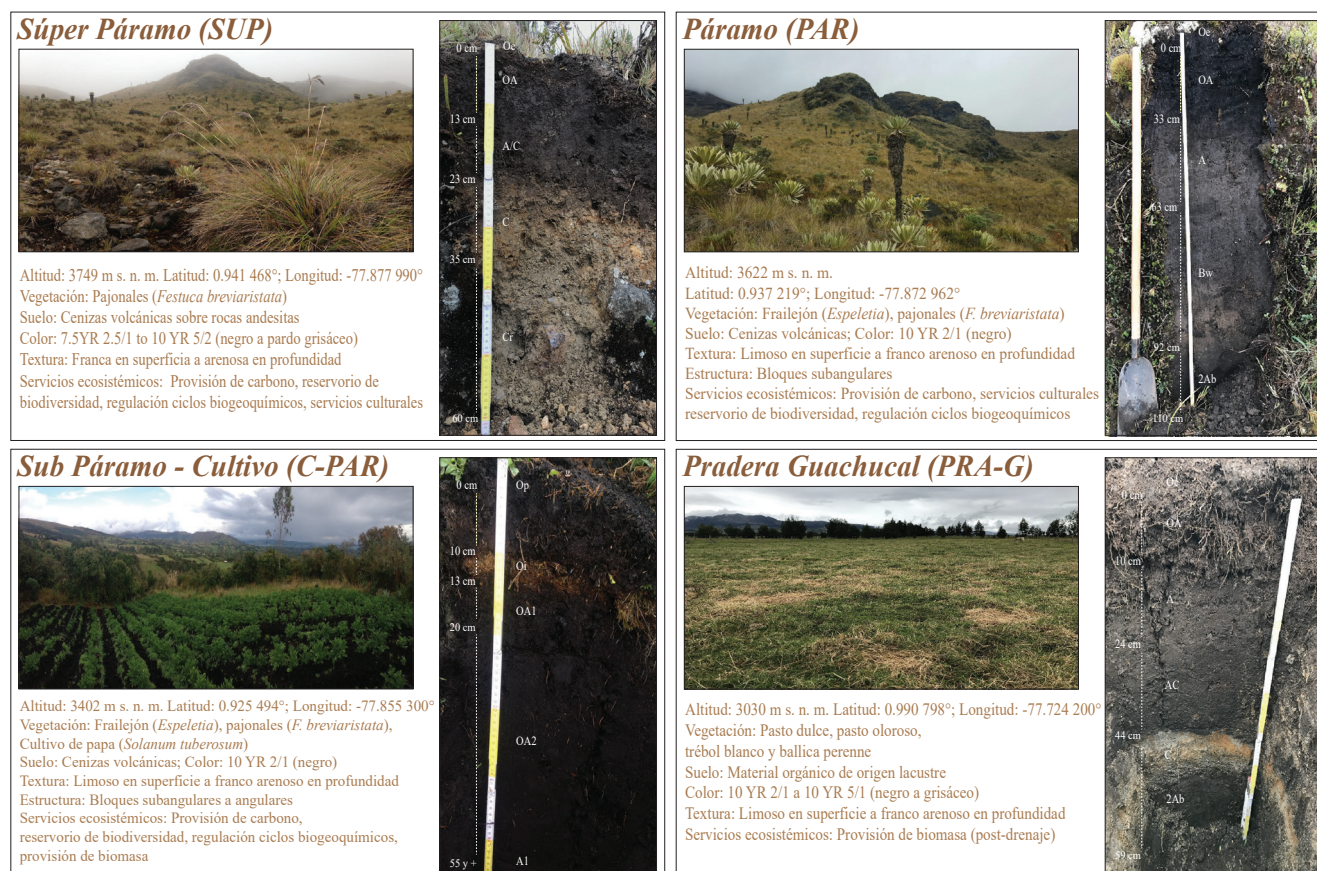 Súper Páramo (SUP)
0 cm
Oe
OA
13 cm
A/C
23 cm
C
35 cm
Cr
60 cm
Altitud: 3749 m s. n. m. Latitud: 0.941 468°; Longitud: -77.877 990°
Vegetación: Pajonales (Festuca breviaristata)
Suelo: Cenizas volcánicas sobre rocas andesitas
Color: 7.5YR 2.5/1 to 10 YR 5/2 (negro a pardo grisáceo)
Textura: Franca en superficia a arenosa en profundidad
Servicios ecosistémicos: Provisión de carbono, reservorio de
biodiversidad, regulación ciclos biogeoquímicos, servicios culturales
Páramo (PAR)
Oe
0 cm
OA
33 cm
A
63 cm
Bw
92 cm
2Ab
110 cm
Altitud: 3622 m s. n. m.
Latitud: 0.937 219°; Longitud: -77.872 962°
Vegetación: Frailejón (Espeletia), pajonales (F. breviaristata)
Suelo: Cenizas volcánicas; Color: 10 YR 2/1 (negro)
Textura: Limoso en superficie a franco arenoso en profundidad
Estructura: Bloques subangulares
Servicios ecosistémicos: Provisión de carbono, servicios culturales
reservorio de biodiversidad, regulación ciclos biogeoquímicos
Sub Páramo - Cultivo (C-PAR)
0 cm
Op
10 cm
Oi
13 cm
OA1
20 cm
OA2
55 y +
A1
Altitud: 3402 m s. n. m. Latitud: 0.925 494°; Longitud: -77.855 300°
Vegetación: Frailejón (Espeletia), pajonales (F. breviaristata),
Cultivo de papa (Solanum tuberosum)
Suelo: Cenizas volcánicas; Color: 10 YR 2/1 (negro)
Textura: Limoso en superficie a franco arenoso en profundidad
Estructura: Bloques subangulares a angulares
Servicios ecosistémicos: Provisión de carbono,
reservorio de biodiversidad, regulación ciclos biogeoquímicos,
provisión de biomasa
Pradera Guachucal (PRA-G)
0 cm
OA
10 cm
24 cm
AC
44 cm
C
2Ab
59 cm
Altitud: 3030 m s. n. m. Latitud: 0.990 798°; Longitud: -77.724 200°
Vegetación: Pasto dulce, pasto oloroso,
trébol blanco y ballica perenne
Suelo: Material orgánico de origen lacustre
Color: 10 YR 2/1 a 10 YR 5/1 (negro a grisáceo)
Textura: Limoso en superficie a franco arenoso en profundidad
Servicios ecosistémicos: Provisión de biomasa (post-drenaje)